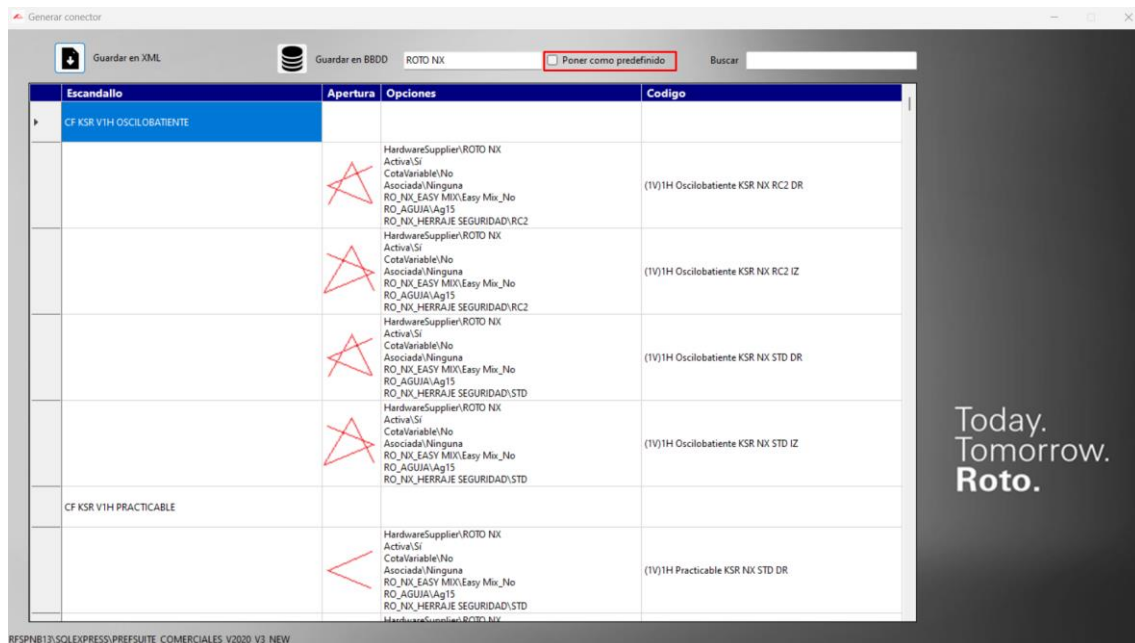 Generar conector
Guardar en XML
Guardar en BBDD
ROTO NX
Poner como predefinido
Buscar
Escandallo Apertura Opciones Codigo
CF KSR V1H OSCILOBATIENTE
HardwareSupplier\ROTO NX
Activa\Sí
CotaVariable\No
Asociada\Ninguna
RO_NX_EASY MIX\Easy Mix_No
RO_AGUJA\Ag15
RO_NX_HERRAJE SEGURIDAD\RC2
(1V)1H Oscilobatiente KSR NX RC2 DR
HardwareSupplier\ROTO NX
Activa\Sí
CotaVariable\No
Asociada\Ninguna
RO_NX_EASY MIX\Easy Mix_No
RO_AGUJA\Ag15
RO_NX_HERRAJE SEGURIDAD\RC2
(1V)1H Oscilobatiente KSR NX RC2 IZ
HardwareSupplier\ROTO NX
Activa\Sí
CotaVariable\No
Asociada\Ninguna
RO_NX_EASY MIX\Easy Mix_No
RO_AGUJA\Ag15
RO_NX_HERRAJE SEGURIDAD\STD
(1V)1H Oscilobatiente KSR NX STD DR
HardwareSupplier\ROTO NX
Activa\Sí
CotaVariable\No
Asociada\Ninguna
RO_NX_EASY MIX\Easy Mix_No
RO_AGUJA\Ag15
RO_NX_HERRAJE SEGURIDAD\STD
(1V)1H Oscilobatiente KSR NX STD IZ
CF KSR V1H PRACTICABLE
HardwareSupplier\ROTO NX
Activa\Sí
CotaVariable\No
Asociada\Ninguna
RO_NX_EASY MIX\Easy Mix_No
RO_AGUJA\Ag15
RO_NX_HERRAJE SEGURIDAD\STD
(1V)1H Practicable KSR NX STD DR
HardwareSupplier\ROTO NX
Today.
Tomorrow.
Roto.
RFSPNB13\SQLEXPRESS\PREFSUITE_COMERCIALES_V2020_V3_NEW